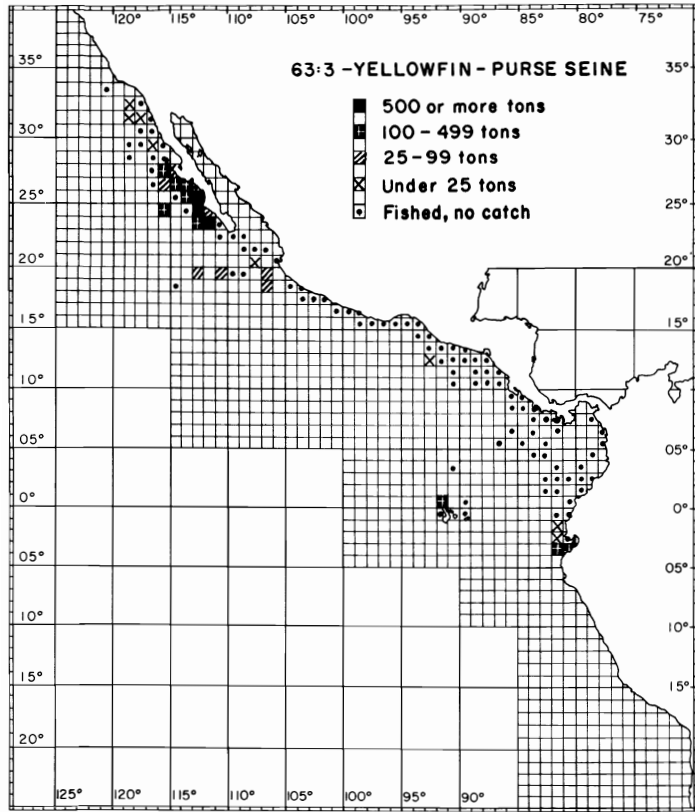 120° 115° 110° 105° 100° 95° 90° 85° 80° 75°
63:3 -YELLOWFIN- PURSE SEINE
500 or more tons
100 - 499 tons
25 - 99 tons
Under 25 tons
Fished, no catch
35° 35°
30° 30°
25° 25°
20° 20°
15° 15°
10° 10°
05° 05°
0° 0°
05° 05°
10° 10°
15° 15°
20°
125° 120° 115° 110° 105° 100° 95° 90°